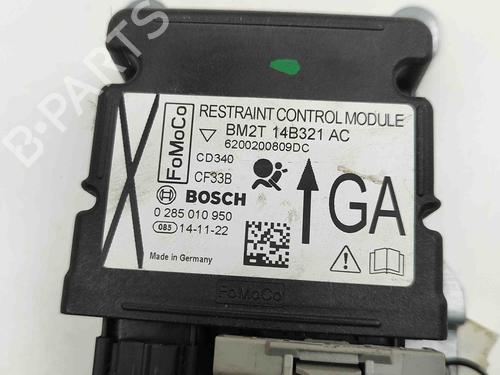 B-PARTS
FoMoCo
RESTRAINT CONTROL MODULE
BM2T 14B321 AC
6200200809DC
CD340
CF33B
BOSCH
0 285 010 950
085 14-11-22
Made in Germany
GA
FoMoCo